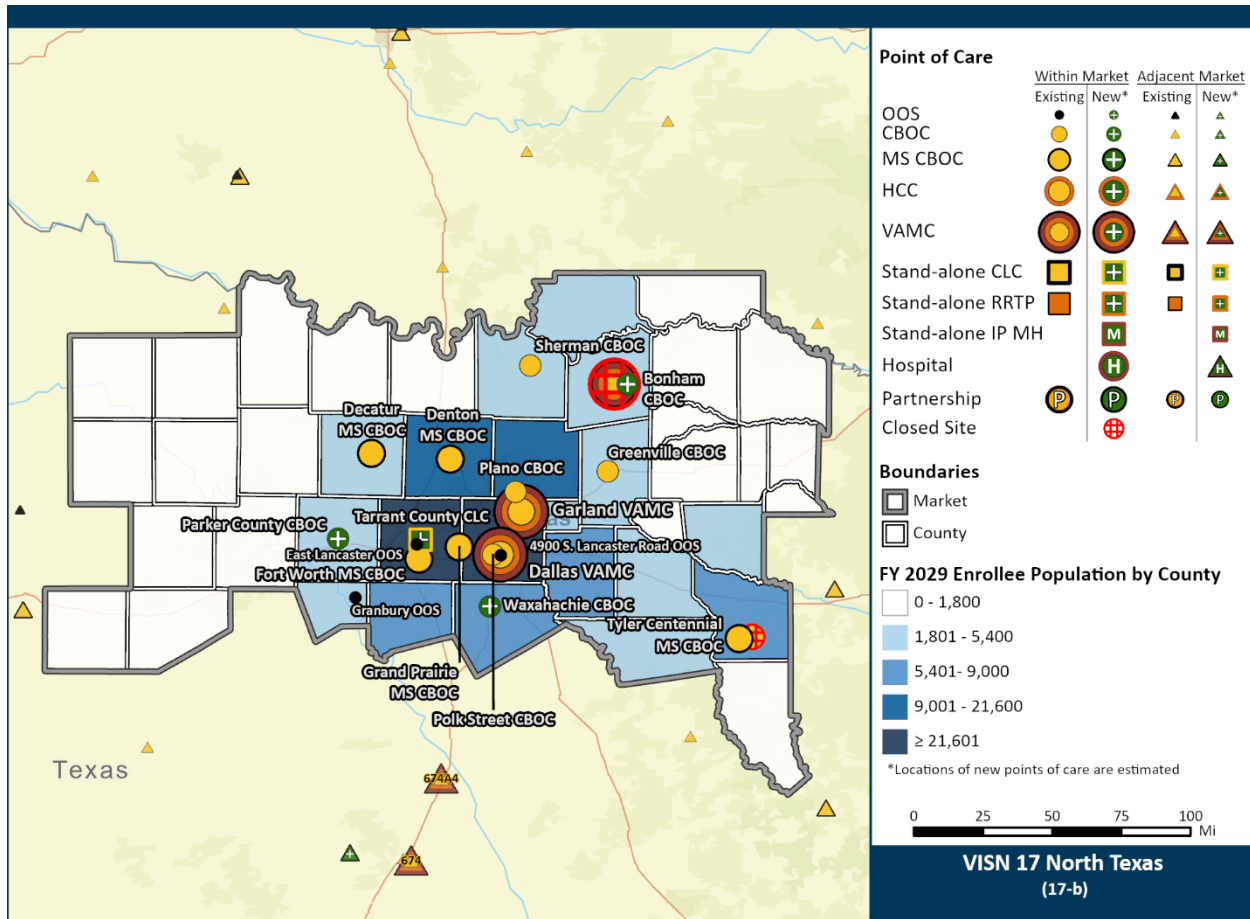 Sherman CBOC
Bonham
CBOC
Decatur
MS CBOC
Denton
MS CBOC
Greenville CBOC
Plano CBOC
Garland VAMC
Tarrant County CLC
Parker County CBOC
East Lancaster OOS
4900 S. Lancaster Road OOS
Fort Worth MS CBOC
Dallas VAMC
Granbury OOS
Waxahachie CBOC
Tyler Centennial
MS CBOC
Grand Prairie
MS CBOC
Polk Street CBOC
Texas
674A4
674
Point of Care
Within Market Adjacent Market
Existing New* Existing New*
OOS
CBOC
MS CBOC
HCC
VAMC
Stand-alone CLC
Stand-alone RRTP
Stand-alone IP MH M M
Hospital H H
Partnership P P P P
Closed Site
Boundaries
Market
County
FY 2029 Enrollee Population by County
0 - 1,800
1,801 - 5,400
5,401- 9,000
9,001 - 21,600
≥ 21,601
*Locations of new points of care are estimated
0 25 50 75 100
Mi
VISN 17 North Texas
(17-b)